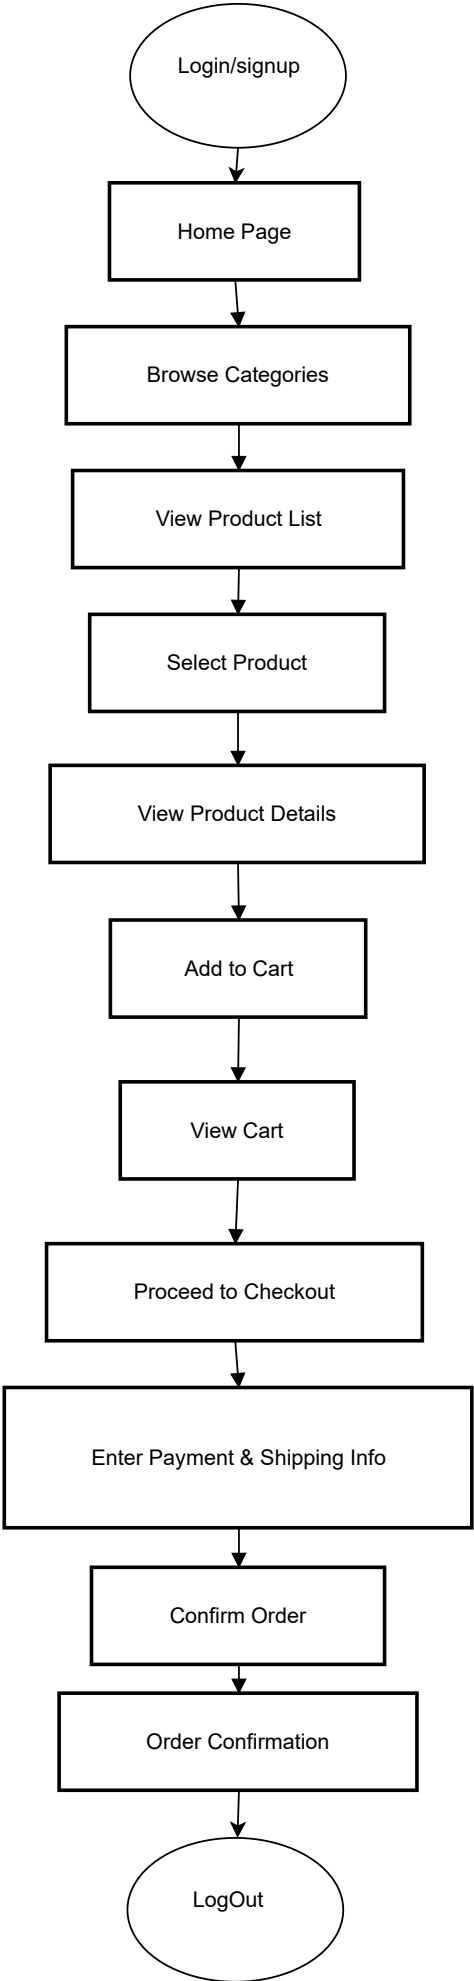 Login/signup
Home Page
Browse Categories
View Product List
Select Product
View Product Details
Add to Cart
View Cart
Proceed to Checkout
Enter Payment & Shipping Info
Confirm Order
Order Confirmation
LogOut